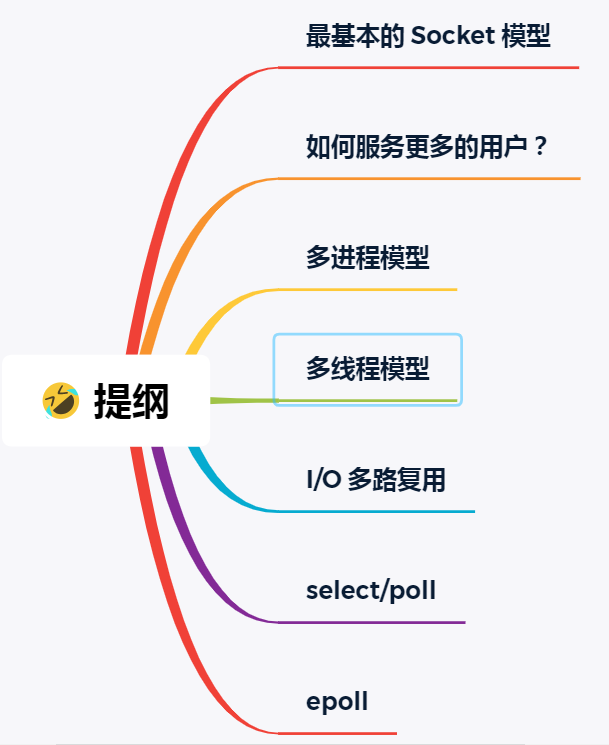 最基本的 Socket 模型
如何服务更多的用户？
多进程模型
多线程模型
🤣 提纲
I/O 多路复用
select/poll
epoll